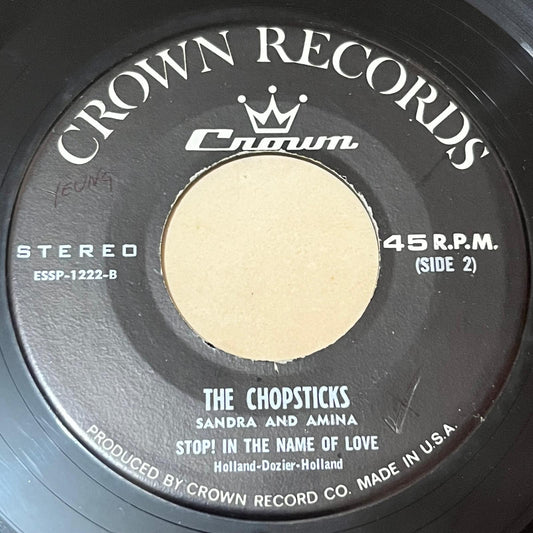 CROWN RECORDS
Crown
YEUNG
STEREO
ESSP-1222-B
45 R.P.M.
(SIDE 2)
THE CHOPSTICKS
SANDRA AND AMINA
STOP! IN THE NAME OF LOVE
Holland-Dozier-Holland
PRODUCED BY CROWN RECORD CO. MADE IN U.S.A.